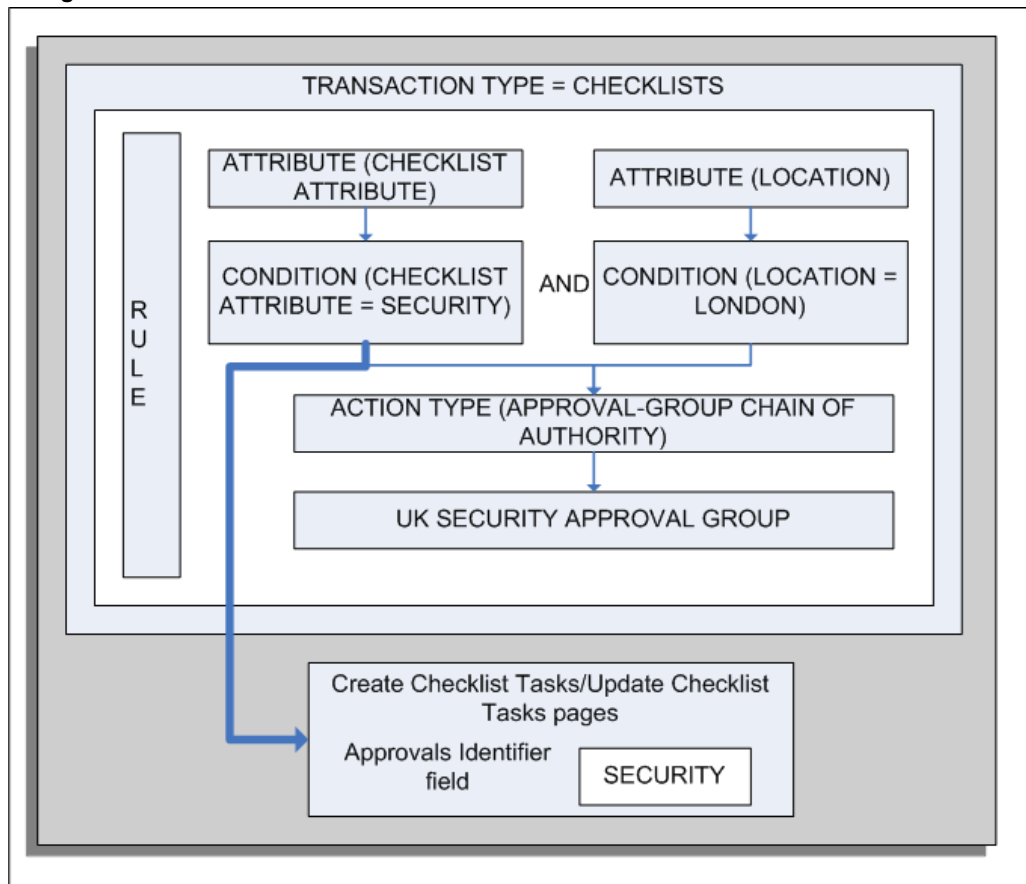 TRANSACTION TYPE = CHECKLISTS
ATTRIBUTE (CHECKLIST
ATTRIBUTE)
ATTRIBUTE (LOCATION)
CONDITION (CHECKLIST
ATTRIBUTE = SECURITY)
AND
CONDITION (LOCATION =
LONDON)
R
U
L
E
ACTION TYPE (APPROVAL-GROUP CHAIN OF
AUTHORITY)
UK SECURITY APPROVAL GROUP
Create Checklist Tasks/Update Checklist
Tasks pages
Approvals Identifier
field
SECURITY